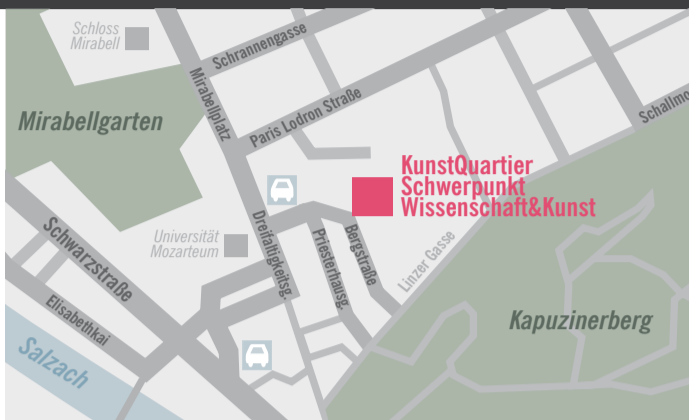 Schloss
Mirabell
Schrannengasse
Mirabellplatz
Mirabellgarten
Paris Lodron Straße
KunstQuartier
Schwerpunkt
Wissenschaft&Kunst
Schwarzstraße
Universität
Mozarteum
Dreifaltigkeitsg.
Priesterhausg.
Bergstraße
Linzer Gasse
Elisabethkai
Salzach
Kapuzinerberg